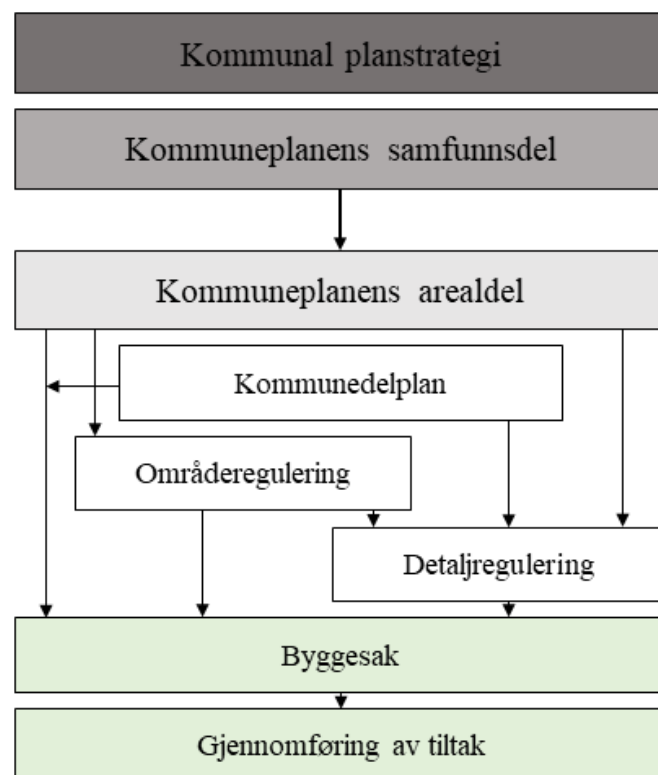 Kommunal planstrategi
Kommuneplanens samfunnsdel
Kommuneplanens arealdel
Kommunedelplan
Områderegulering
Detaljregulering
Byggesak
Gjennomføring av tiltak